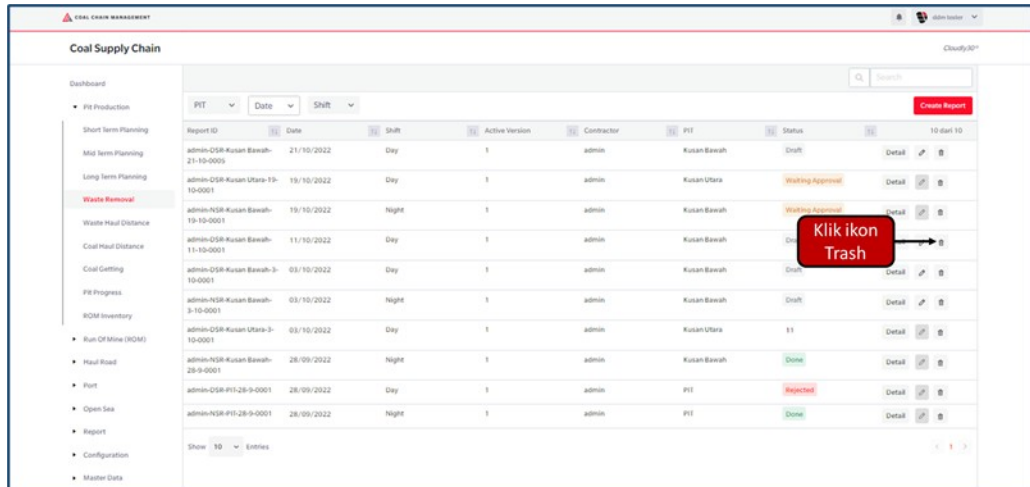 COAL CHAIN MANAGEMENT
Coal Supply Chain
Search
Dashboard
Pit Production
Short Term Planning
Mid Term Planning
Long Term Planning
Waste Removal
Waste Haul Distance
Coal Haul Distance
Coal Getting
Pit Progress
ROM Inventory
Run Of Mine (ROM)
Haul Road
Port
Open Sea
Report
Configuration
Master Data
PIT Date Shift Create Report
Report ID Date Shift Active Version Contractor PIT Status 10 dari 10
admin-DSR-Kusan Bawah-
21-10-0005 21/10/2022 Day 1 admin Kusan Bawah Draft Detail
admin-DSR-Kusan Utara-19-
10-0001 19/10/2022 Day 1 admin Kusan Utara Waiting Approval Detail
admin-NSR-Kusan Bawah-
19-10-0001 19/10/2022 Night 1 admin Kusan Bawah Waiting Approval Detail
admin-DSR-Kusan Bawah-
11-10-0001 11/10/2022 Day 1 admin Kusan Bawah
Klik ikon
Trash
admin-DSR-Kusan Bawah-3-
10-0001 03/10/2022 Day 1 admin Kusan Bawah Draft Detail
admin-NSR-Kusan Bawah-
3-10-0001 03/10/2022 Night 1 admin Kusan Bawah Draft Detail
admin-DSR-Kusan Utara-3-
10-0001 03/10/2022 Day 1 admin Kusan Utara 11 Detail
admin-NSR-Kusan Bawah-
28-9-0001 28/09/2022 Night 1 admin Kusan Bawah Done Detail
admin-DSR-PIT-28-9-0001 28/09/2022 Day 1 admin PIT Rejected Detail
admin-NSR-PIT-28-9-0001 28/09/2022 Night 1 admin PIT Done Detail
Show 10 Entries 1